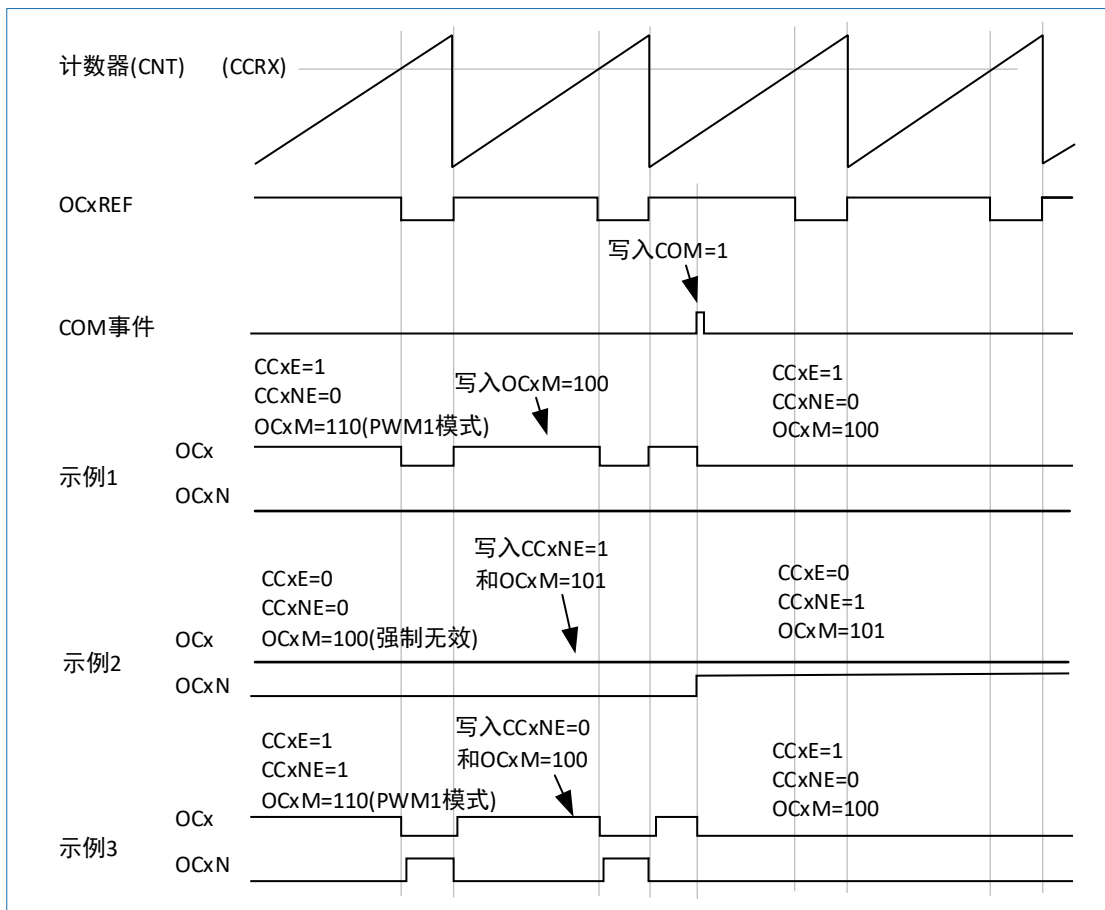 计数器(CNT) (CCRX)
OCxREF
写入COM=1
COM事件
CCxE=1
CCxNE=0
OCxM=110(PWM1模式)
写入OCxM=100
CCxE=1
CCxNE=0
OCxM=100
示例1
OCx
OCxN
写入CCxNE=1
和OCxM=101
CCxE=0
CCxNE=0
OCxM=100(强制无效)
CCxE=0
CCxNE=1
OCxM=101
示例2
OCx
OCxN
写入CCxNE=0
和OCxM=100
CCxE=1
CCxNE=1
OCxM=110(PWM1模式)
CCxE=1
CCxNE=0
OCxM=100
示例3
OCx
OCxN